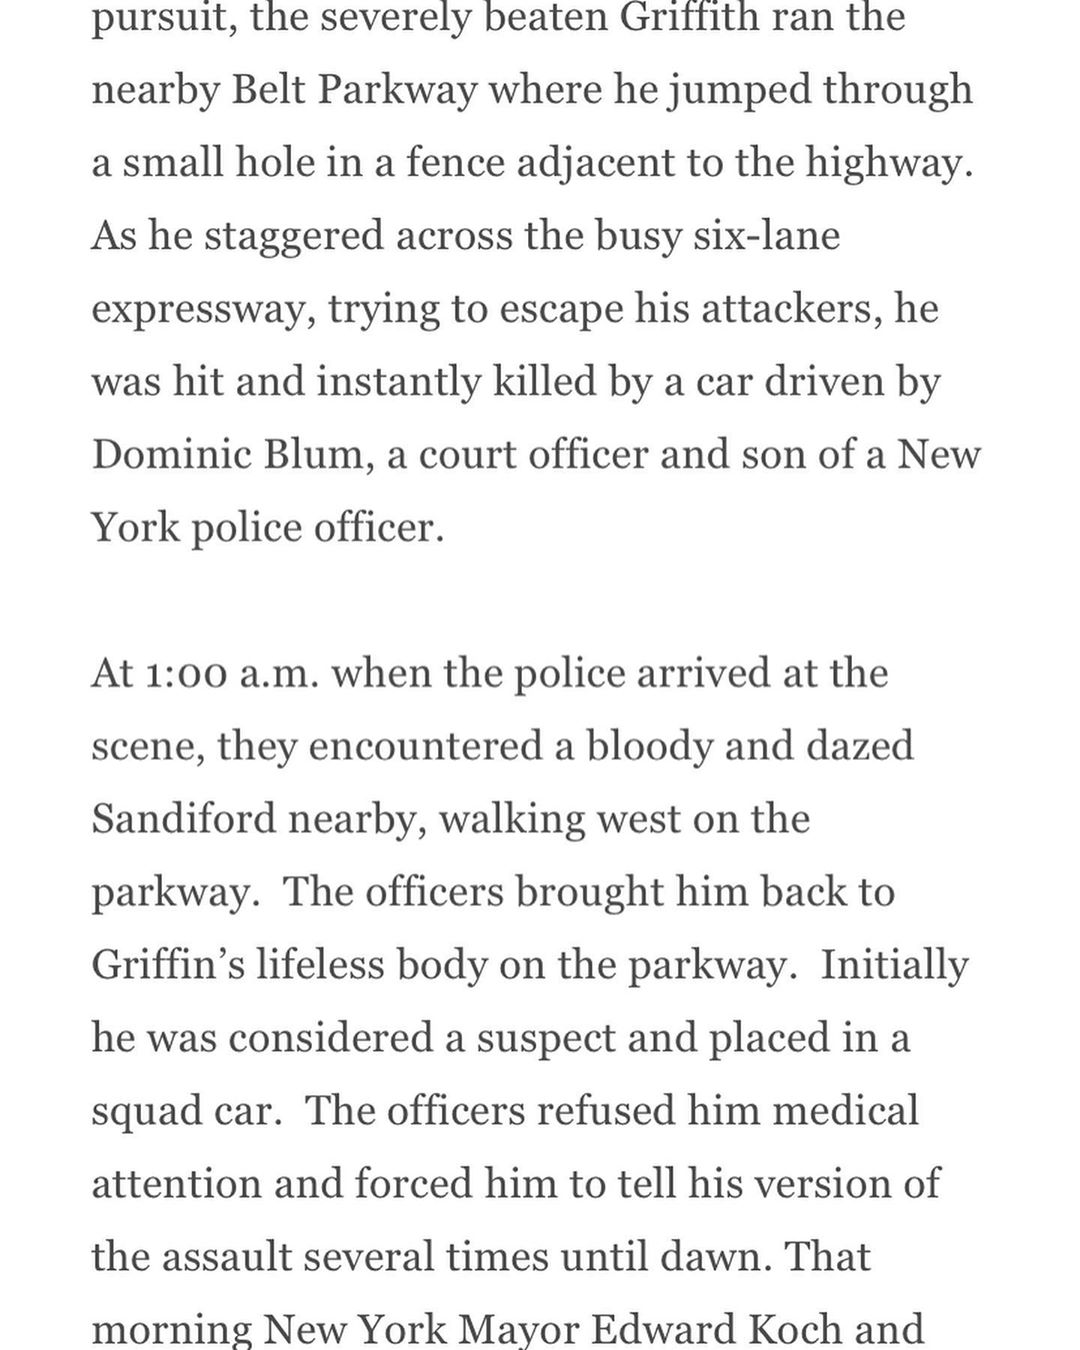 pursuit, the severely beaten Griffith ran the
nearby Belt Parkway where he jumped through
a small hole in a fence adjacent to the highway.
As he staggered across the busy six-lane
expressway, trying to escape his attackers, he
was hit and instantly killed by a car driven by
Dominic Blum, a court officer and son of a New
York police officer.
At 1:00 a.m. when the police arrived at the
scene, they encountered a bloody and dazed
Sandiford nearby, walking west on the
parkway.  The officers brought him back to
Griffin’s lifeless body on the parkway.  Initially
he was considered a suspect and placed in a
squad car.  The officers refused him medical
attention and forced him to tell his version of
the assault several times until dawn. That
morning New York Mayor Edward Koch and